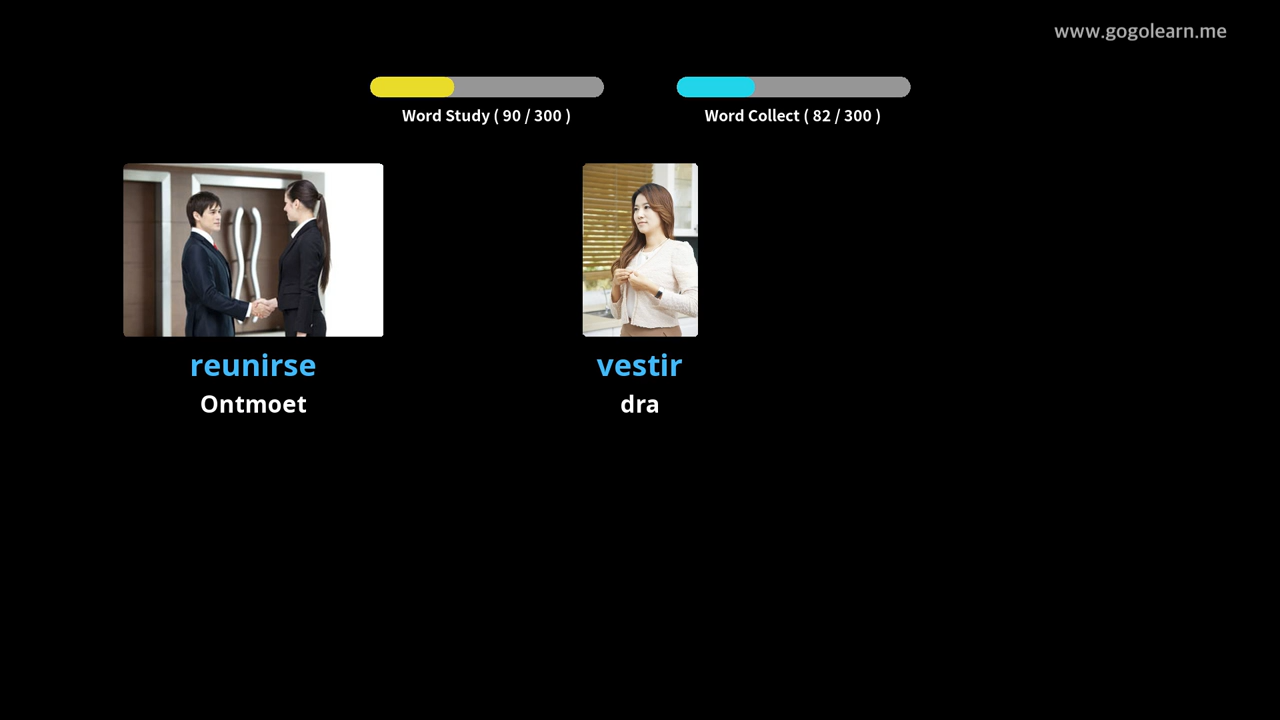 www.gogolearn.me
Word Study ( 90 / 300 )
Word Collect ( 82 / 300 )
reunirse
Ontmoet
vestir
dra